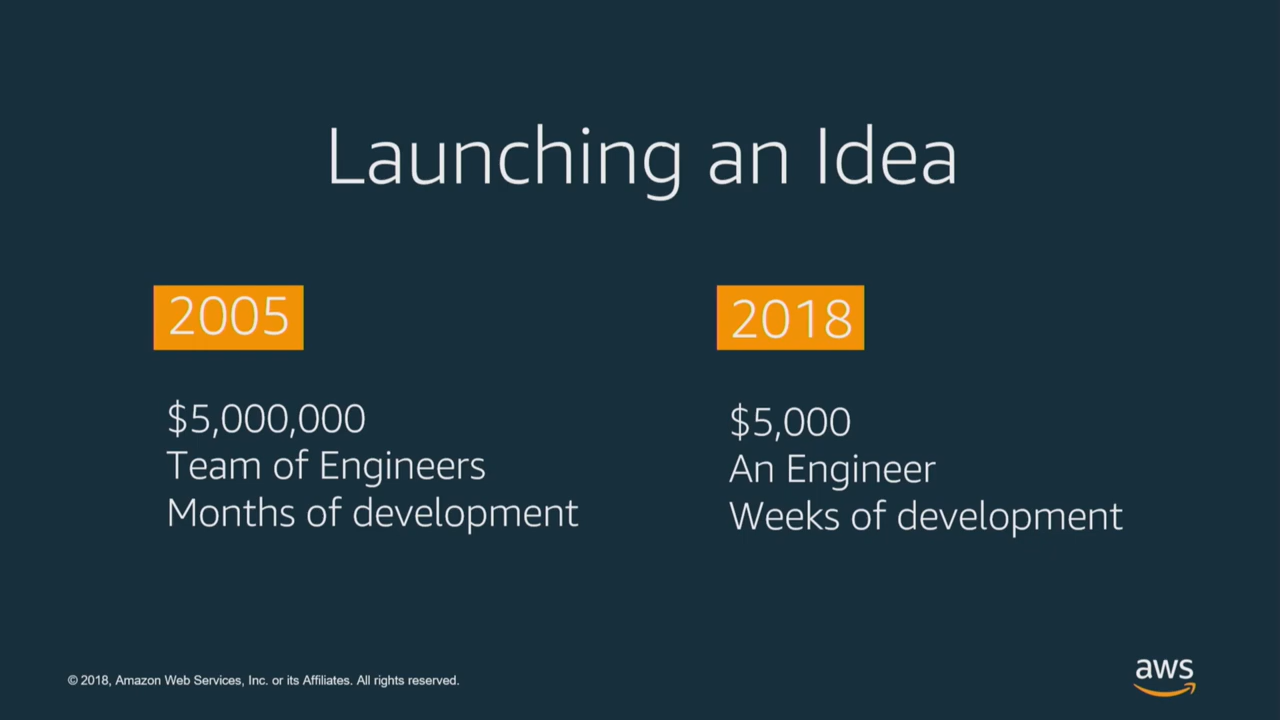 Launching an Idea
2005
$5,000,000
Team of Engineers
Months of development
2018
$5,000
An Engineer
Weeks of development
© 2018, Amazon Web Services, Inc. or its Affiliates. All rights reserved.
aws